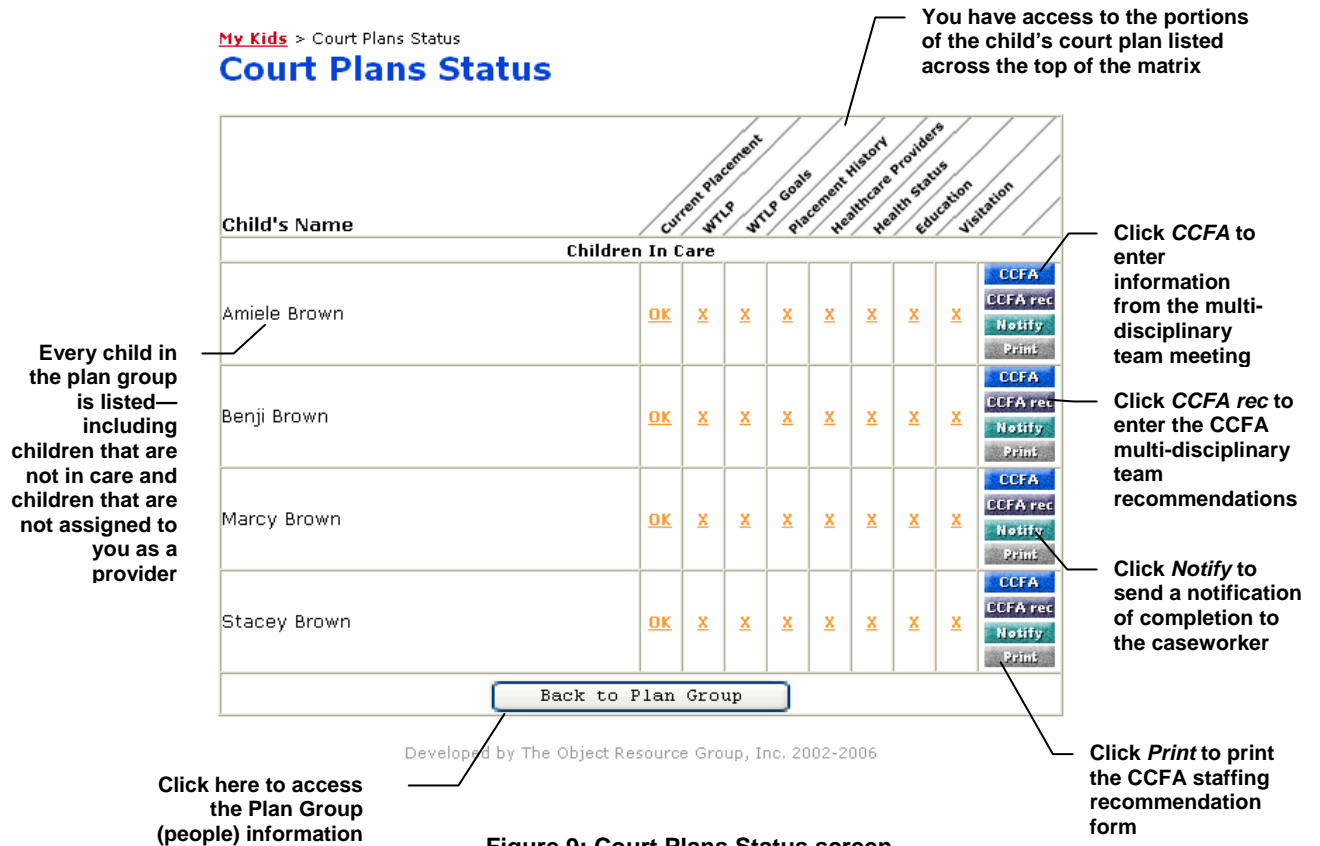 You have access to the portions
of the child's court plan listed
across the top of the matrix
My Kids > Court Plans Status
Court Plans Status
Child's Name
Current Placement
WTLP
WTLP Goals
Placement History
Healthcare Providers
Health Status
Education
Visitation
Children In Care
Amiele Brown OK X X X X X X X
CCFA
CCFA rec
Notify
Print
Benji Brown OK X X X X X X X
CCFA
CCFA rec
Notify
Print
Marcy Brown OK X X X X X X X
CCFA
CCFA rec
Notify
Print
Stacey Brown OK X X X X X X X
CCFA
CCFA rec
Notify
Print
Back to Plan Group
Developed by The Object Resource Group, Inc. 2002-2006
Every child in
the plan group
is listed—
including
children that are
not in care and
children that are
not assigned to
you as a
provider
Click CCFA to
enter
information
from the multi-
disciplinary
team meeting
Click CCFA rec to
enter the CCFA
multi-disciplinary
team
recommendations
Click Notify to
send a notification
of completion to
the caseworker
Click Print to print
the CCFA staffing
recommendation
form
Click here to access
the Plan Group
(people) information
Figure 9: Court Plans Status screen